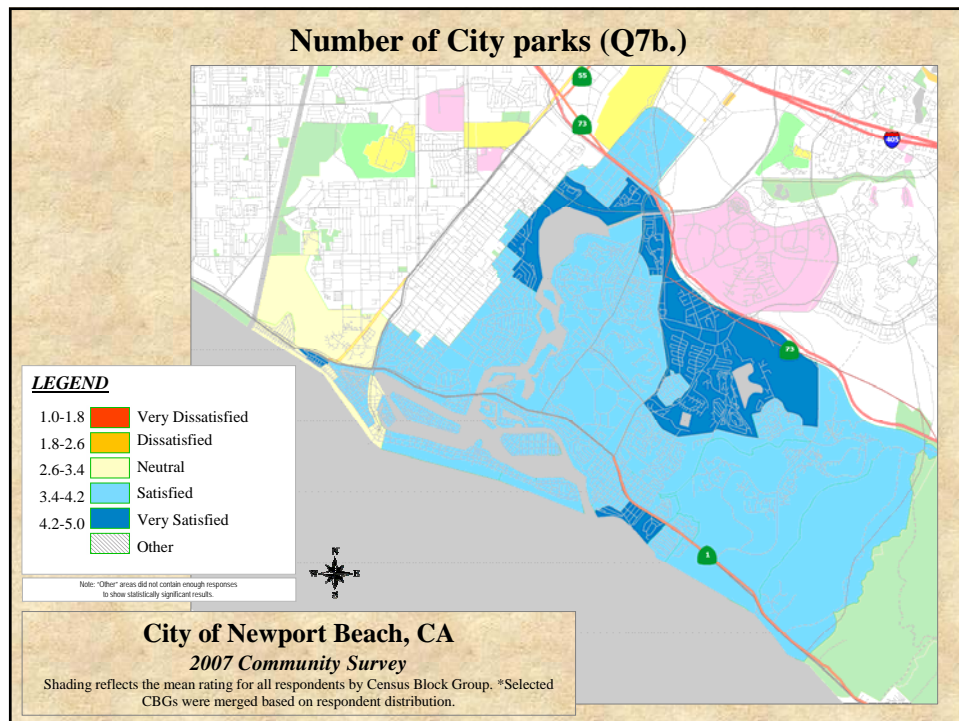 Number of City parks (Q7b.)
55
73
405
73
1
LEGEND
1.0-1.8 Very Dissatisfied
1.8-2.6 Dissatisfied
2.6-3.4 Neutral
3.4-4.2 Satisfied
4.2-5.0 Very Satisfied
Other
Note: "Other" areas did not contain enough responses
to show statistically significant results.
N
W E
S
City of Newport Beach, CA
2007 Community Survey
Shading reflects the mean rating for all respondents by Census Block Group. *Selected
CBGs were merged based on respondent distribution.